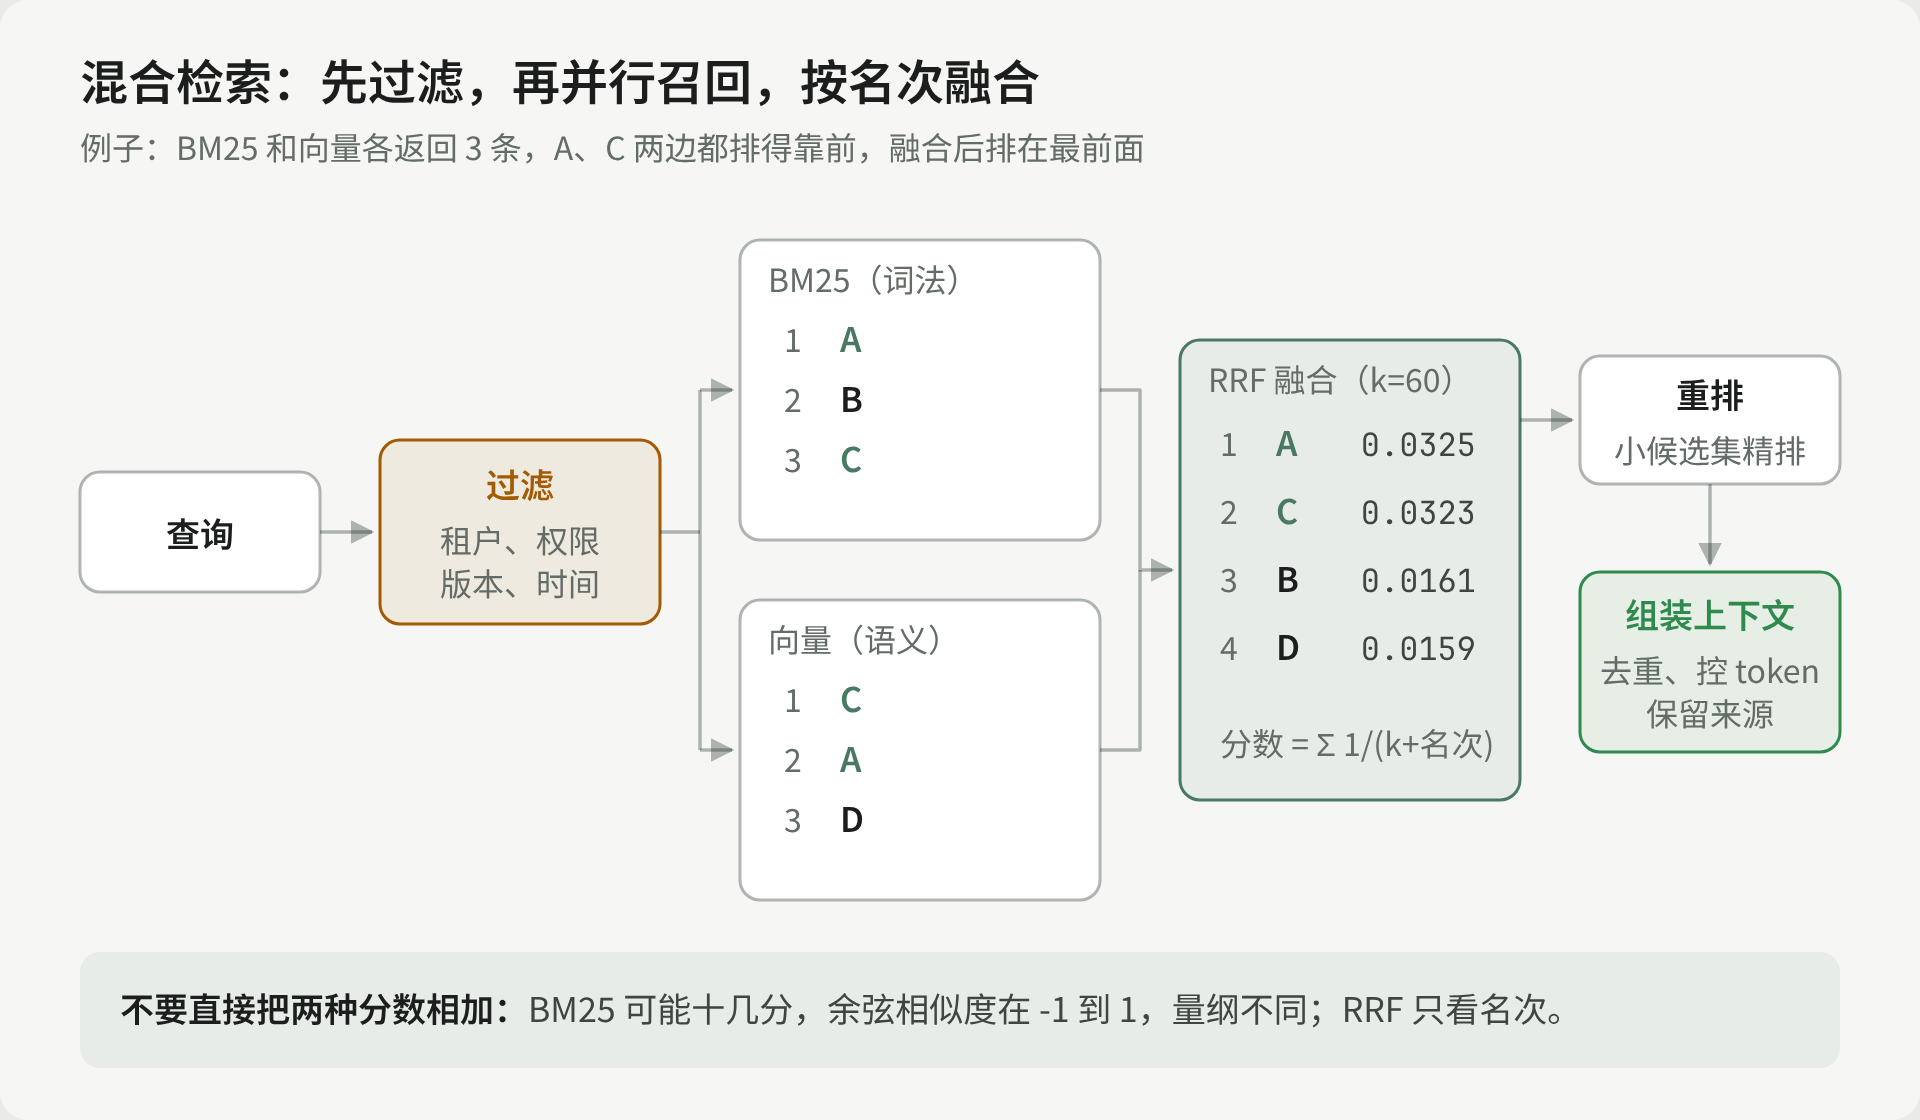 混合检索：先过滤，再并行召回，按名次融合
例子：BM25 和向量各返回 3 条，A、C 两边都排得靠前，融合后排在最前面
查询
过滤
租户、权限
版本、时间
BM25（词法）
1 A
2 B
3 C
向量（语义）
1 C
2 A
3 D
RRF 融合（k=60）
1 A 0.0325
2 C 0.0323
3 B 0.0161
4 D 0.0159
分数 = Σ 1/(k+名次)
重排
小候选集精排
组装上下文
去重、控 token
保留来源
不要直接把两种分数相加：BM25 可能十几分，余弦相似度在 -1 到 1，量纲不同；RRF 只看名次。